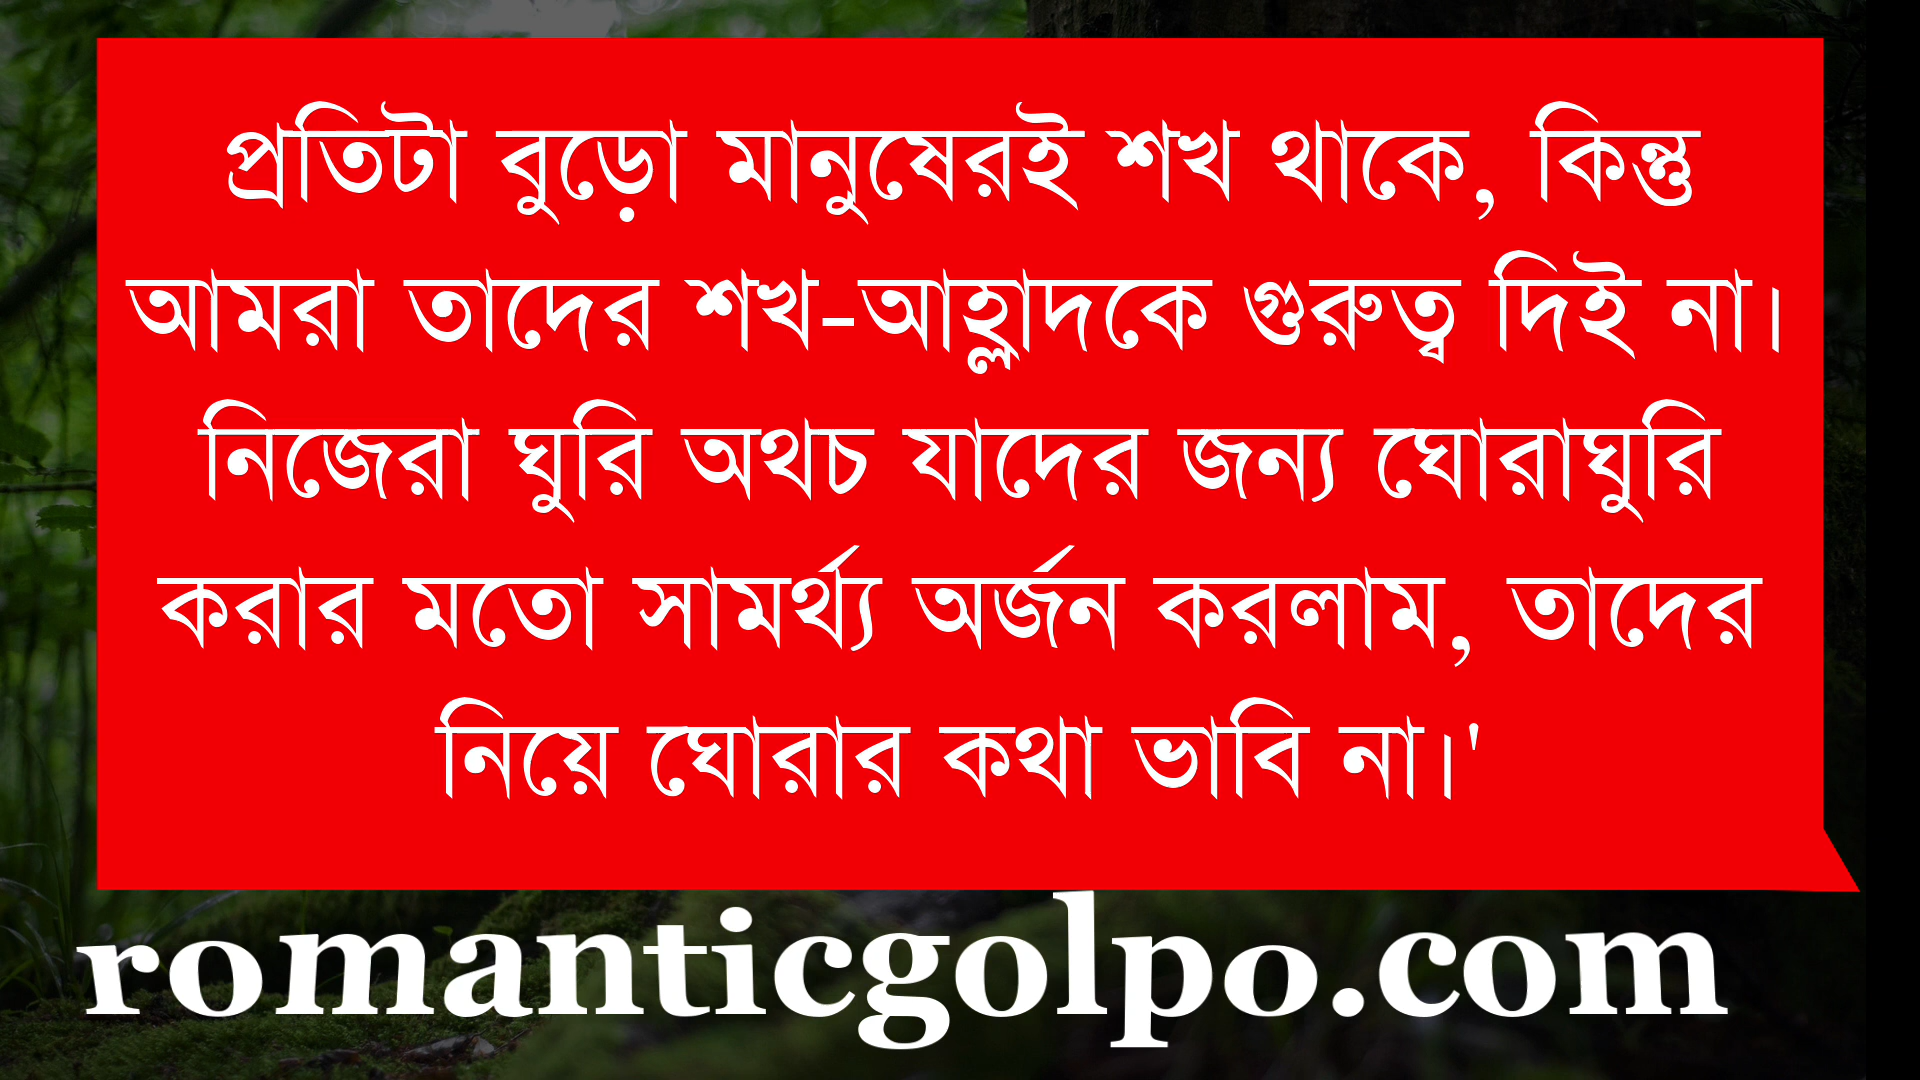 প্রতিটা বুড়ো মানুষেরই শখ থাকে, কিন্তু
আমরা তাদের শখ-আহ্লাদকে গুরুত্ব দিই না।
নিজেরা ঘুরি অথচ যাদের জন্য ঘোরাঘুরি
করার মতো সামর্থ্য অর্জন করলাম, তাদের
নিয়ে ঘোরার কথা ভাবি না।'
romanticgolpo.com